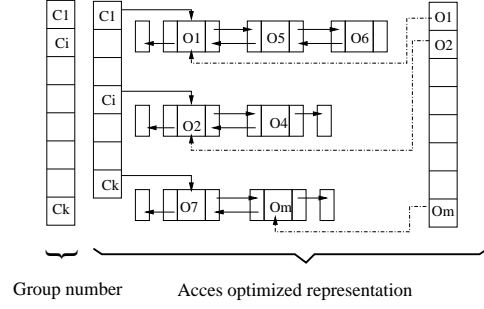 C1 C1 O1 O5 O6 O1
Ci O2
Ci O2 O4
Ck Ck O7 Om Om
Group number Acces optimized representation